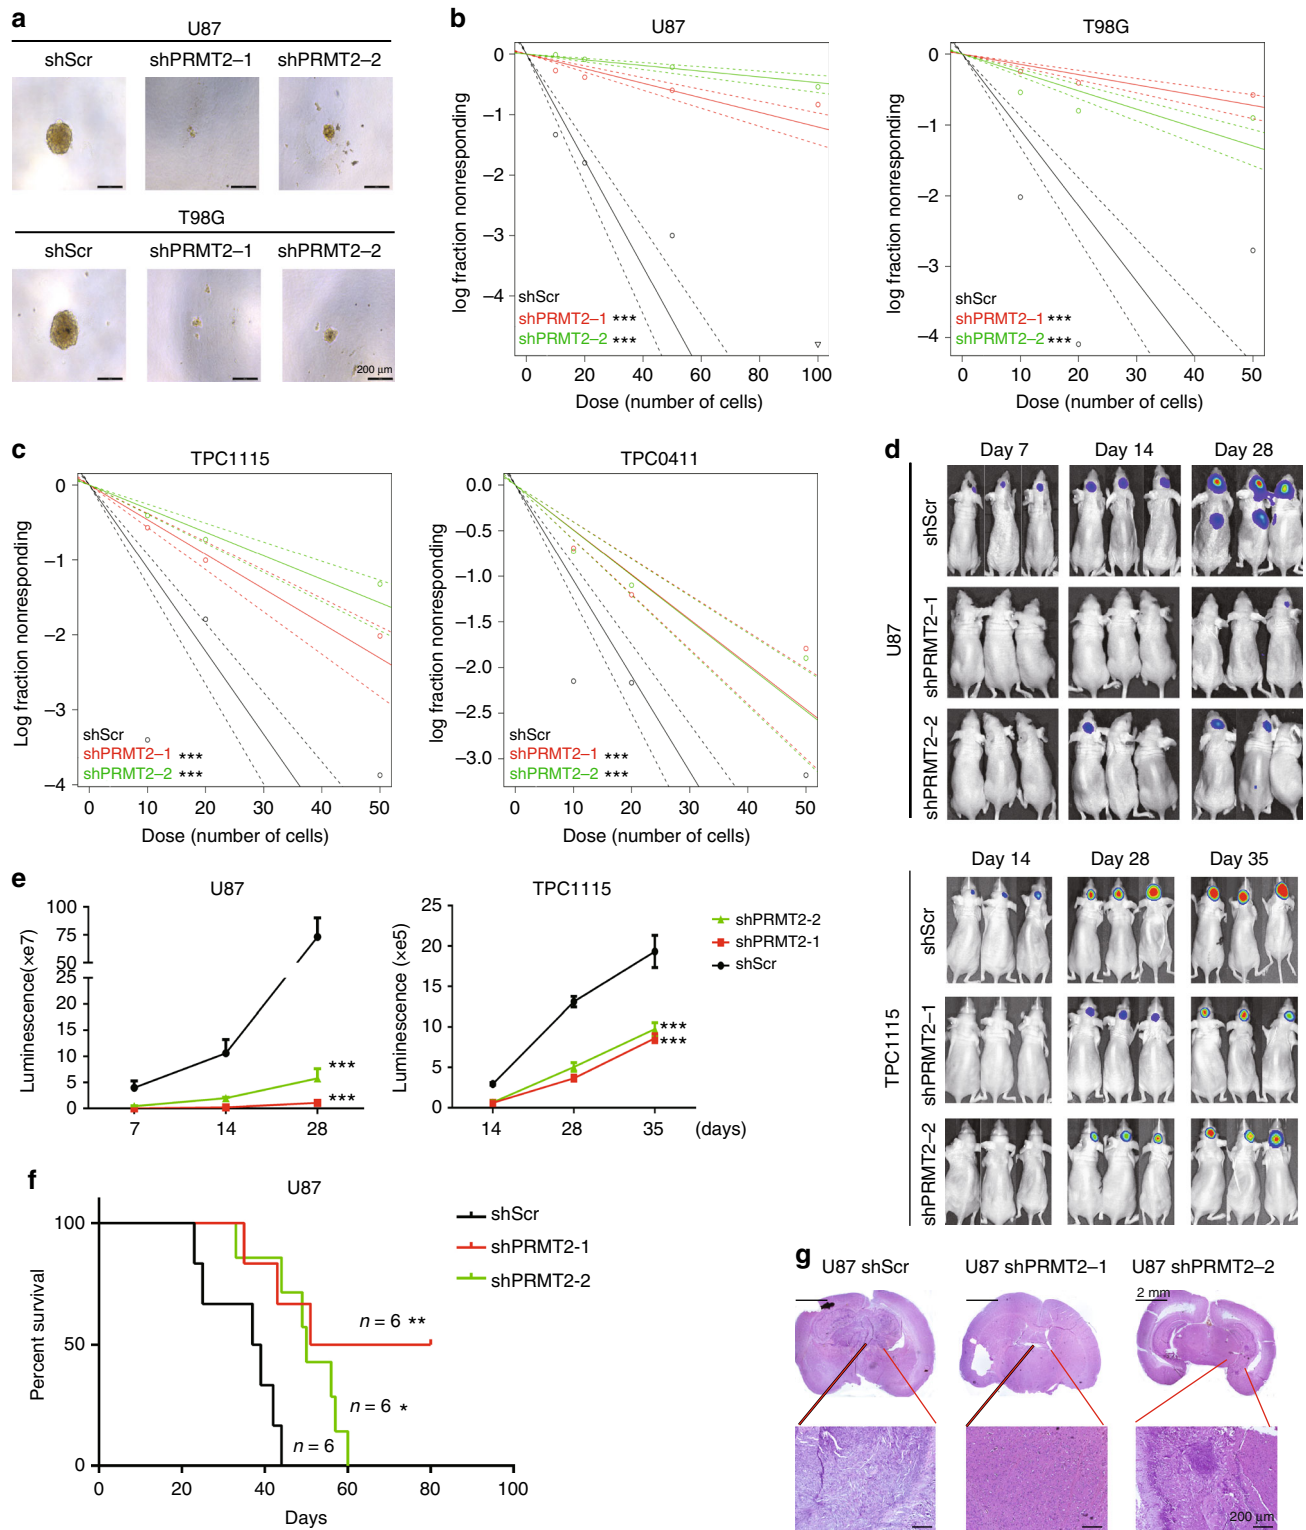 a
U87
shScr shPRMT2–1 shPRMT2–2
T98G
shScr shPRMT2–1 shPRMT2–2
200 μm
b
U87
log fraction nonresponding
0
–1
–2
–3
–4
shScr
shPRMT2–1 ***
shPRMT2–2 ***
0 20 40 60 80 100
Dose (number of cells)
T98G
log fraction nonresponding
0
–1
–2
–3
–4
shScr
shPRMT2–1 ***
shPRMT2–2 ***
0 10 20 30 40 50
Dose (number of cells)
c
TPC1115
Log fraction nonresponding
0
–1
–2
–3
–4
shScr
shPRMT2–1 ***
shPRMT2–2 ***
0 10 20 30 40 50
Dose (number of cells)
TPC0411
log fraction nonresponding
0.0
–0.5
–1.0
–1.5
–2.0
–2.5
–3.0
shScr
shPRMT2–1 ***
shPRMT2–2 ***
0 10 20 30 40 50
Dose (number of cells)
d
Day 7 Day 14 Day 28
U87
shScr
shPRMT2–1
shPRMT2–2
Day 14 Day 28 Day 35
TPC1115
shScr
shPRMT2–1
shPRMT2–2
e
U87
Luminescence(×e7)
100
75
50
25
20
15
10
5
0
***
***
7 14 28
TPC1115
Luminescence (×e5)
25
20
15
10
5
0
***
***
14 28 35 (days)
shPRMT2-2
shPRMT2-1
shScr
f
U87
Percent survival
100
50
0
n = 6 **
n = 6 *
n = 6
0 20 40 60 80 100
Days
shScr
shPRMT2-1
shPRMT2-2
g
U87 shScr U87 shPRMT2–1 U87 shPRMT2–2
2 mm
200 μm